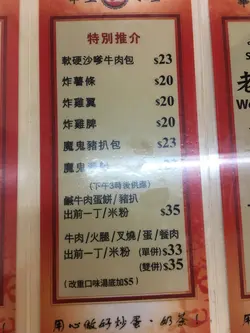 特別推介
軟硬沙嗲牛肉包 $23
炸薯條 $20
炸雞翼 $20
炸雞脾 $20
魔鬼豬扒包 $23
魔鬼
(下午3時後供應)
鹹牛肉蛋餅/豬扒
出前一丁/米粉 $35
牛肉/火腿/叉燒/蛋/餐肉
出前一丁/米粉 (單併) $33
(雙併) $35
(改重口味湯底加$5)
用心做好炒蛋·奶茶!